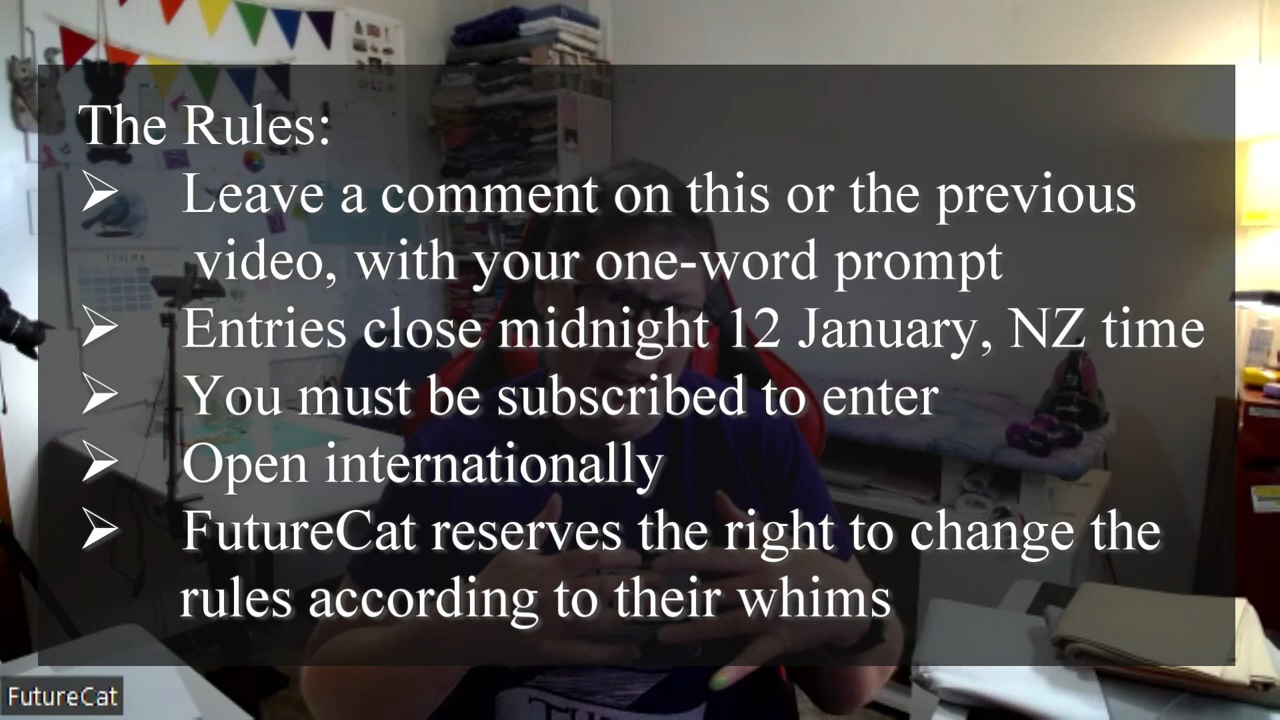 The Rules:
➢ Leave a comment on this or the previous
video, with your one-word prompt
➢ Entries close midnight 12 January, NZ time
➢ You must be subscribed to enter
➢ Open internationally
➢ FutureCat reserves the right to change the
rules according to their whims
FutureCat